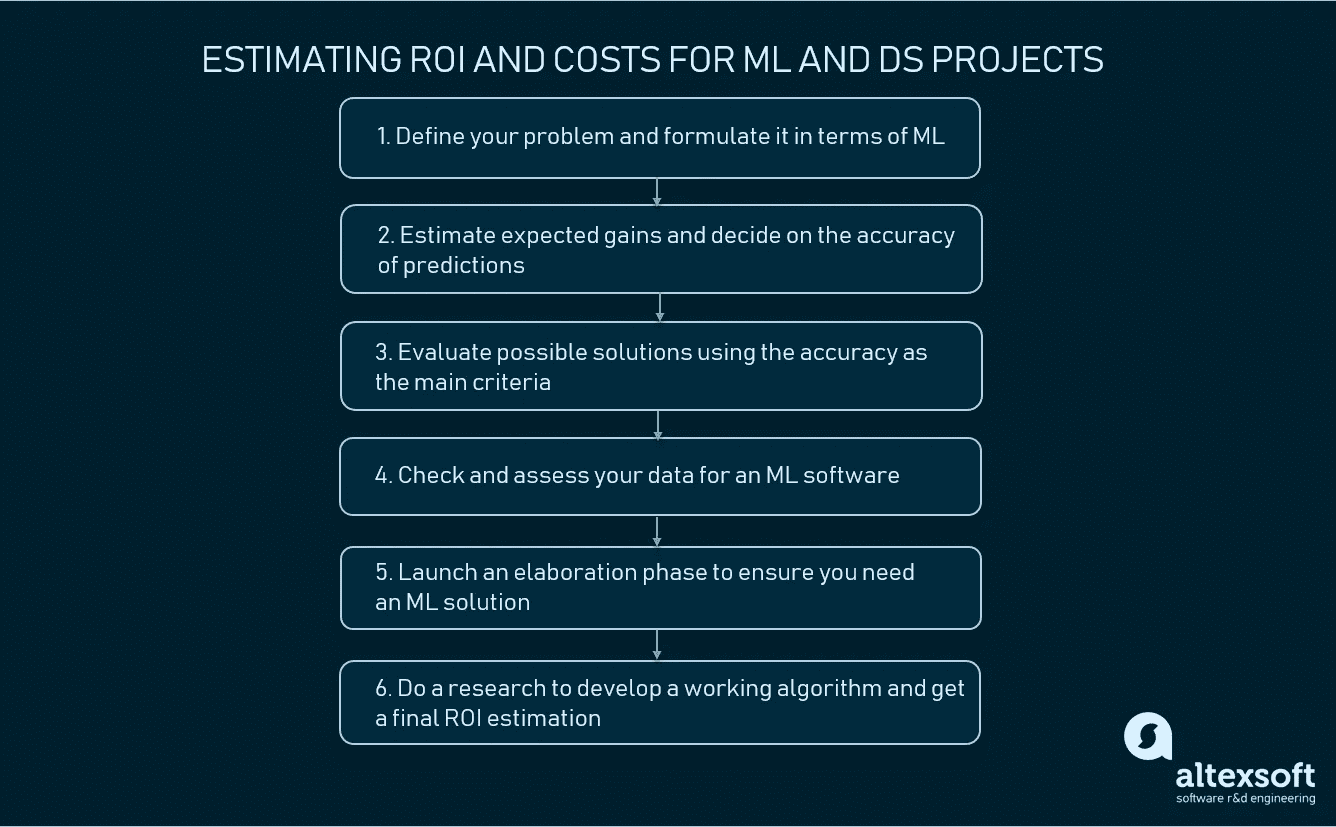 ESTIMATING ROI AND COSTS FOR ML AND DS PROJECTS
1. Define your problem and formulate it in terms of ML
2. Estimate expected gains and decide on the accuracy
of predictions
3. Evaluate possible solutions using the accuracy as
the main criteria
4. Check and assess your data for an ML software
5. Launch an elaboration phase to ensure you need
an ML solution
6. Do a research to develop a working algorithm and get
a final ROI estimation
altexsoft
software r&d engineering